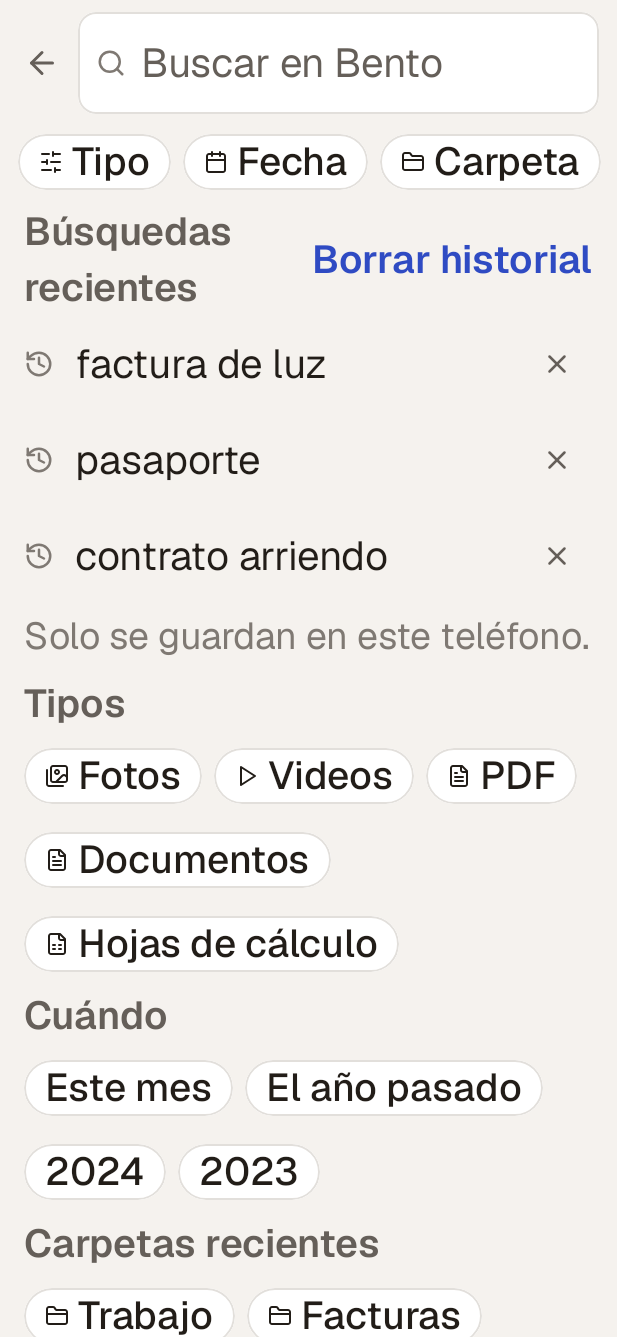 Buscar en Bento
Tipo Fecha Carpeta
Búsquedas
recientes
Borrar historial
factura de luz
pasaporte
contrato arriendo
Solo se guardan en este teléfono.
Tipos
Fotos Videos PDF
Documentos
Hojas de cálculo
Cuándo
Este mes El año pasado
2024 2023
Carpetas recientes
Trabajo Facturas